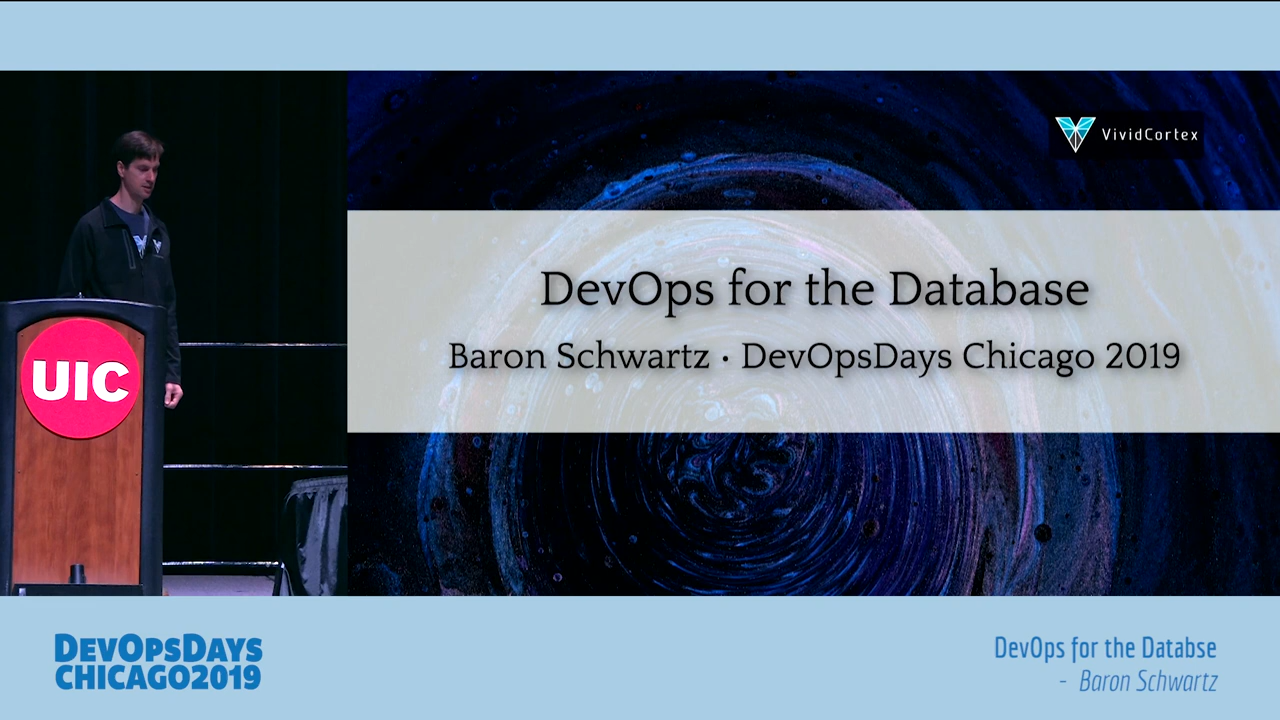 VividCortex
DevOps for the Database
Baron Schwartz • DevOpsDays Chicago 2019
UIC
DEVOPSDAYS
CHICAGO2019
DevOps for the Databse
- Baron Schwartz